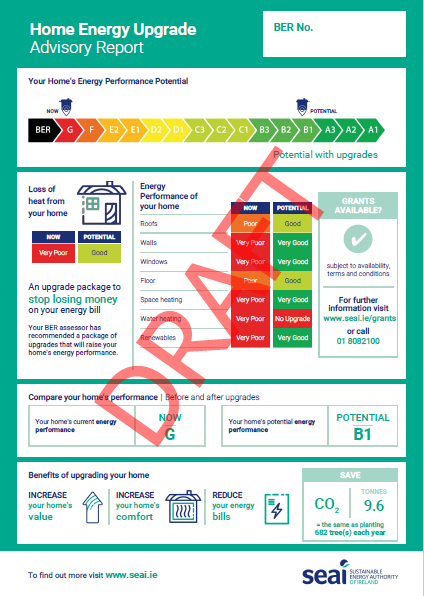 Home Energy Upgrade
Advisory Report
BER No.
Your Home's Energy Performance Potential
NOW
POTENTIAL
BER G F E2 E1 D2 D1 C3 C2 C1 B3 B2 B1 A3 A2 A1
Potential with upgrades
Loss of
heat from
your home
NOW POTENTIAL
Very Poor Good
An upgrade package to
stop losing money
on your energy bill
Your BER assessor has
recommended a package of
upgrades that will raise your
home's energy performance.
Energy
Performance of
your home
NOW POTENTIAL
Roofs Poor Good
Walls Very Poor Very Good
Windows Very Poor Very Good
Floor Poor Good
Space heating Very Poor Very Good
Water heating Very Poor No Upgrade
Renewables Very Poor Very Good
GRANTS
AVAILABLE?
subject to availability,
terms and conditions
For further
information visit
www.seai.ie/grants
or call
01 8082100
DRAFT
Compare your home's performance | Before and after upgrades
Your home's current energy
performance
NOW
G
Your home's potential energy
performance
POTENTIAL
B1
Benefits of upgrading your home
INCREASE
your home's
value
INCREASE
your home's
comfort
REDUCE
your energy
bills
SAVE
CO2
TONNES
9.6
= the same as planting
682 tree(s) each year
To find out more visit www.seai.ie
seai SUSTAINABLE
ENERGY AUTHORITY
OF IRELAND